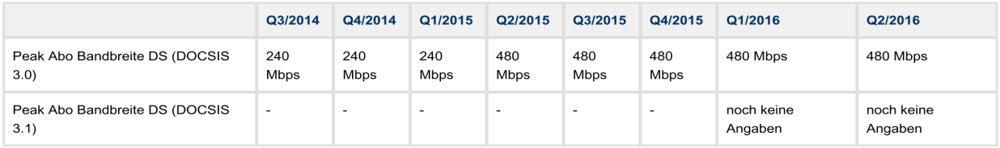 Q3/2014 Q4/2014 Q1/2015 Q2/2015 Q3/2015 Q4/2015 Q1/2016 Q2/2016
Peak Abo Bandbreite DS (DOCSIS 240 240 240 480 480 480 480 Mbps 480 Mbps
3.0) Mbps Mbps Mbps Mbps Mbps Mbps
Peak Abo Bandbreite DS (DOCSIS - - - - - - noch keine noch keine
3.1) Angaben Angaben